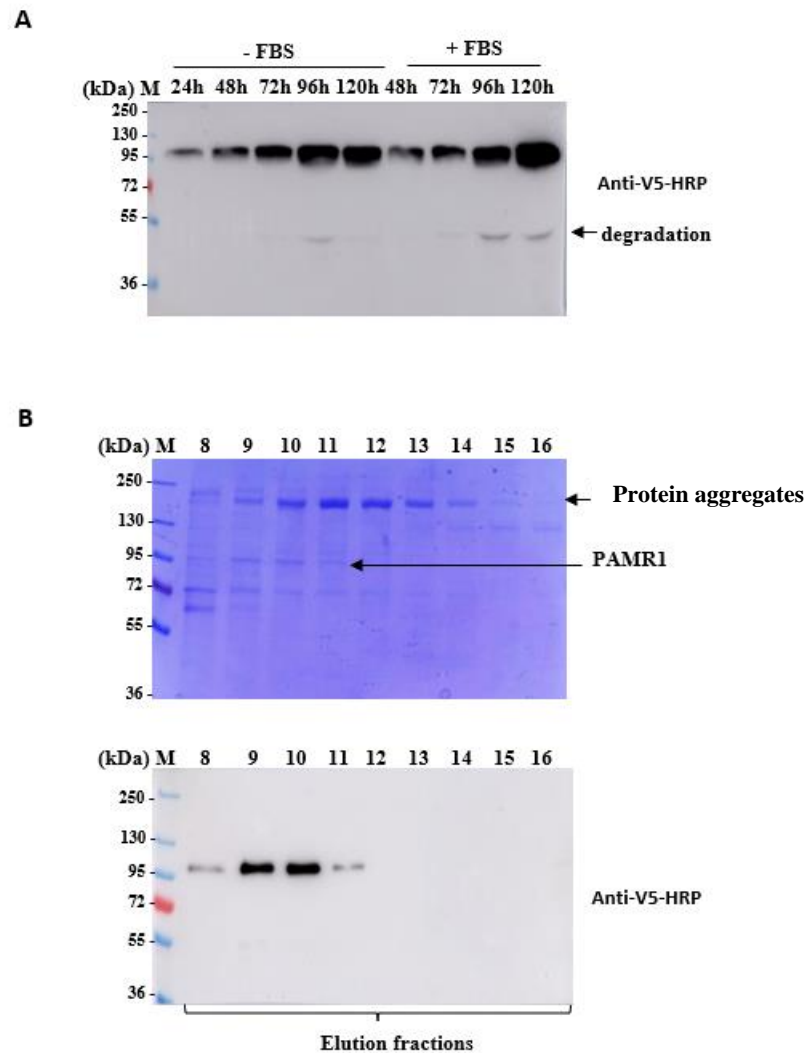 A
- FBS + FBS
(kDa) M 24h 48h 72h 96h 120h 48h 72h 96h 120h
250 -
130 -
95 -
Anti-V5-HRP
72 -
55 -
degradation
36 -
B
(kDa) M 8 9 10 11 12 13 14 15 16
250 -
Protein aggregates
130 -
95 -
PAMR1
72 -
55 -
36 -
(kDa) M 8 9 10 11 12 13 14 15 16
250 -
130 -
95 -
72 -
Anti-V5-HRP
55 -
36 -
Elution fractions